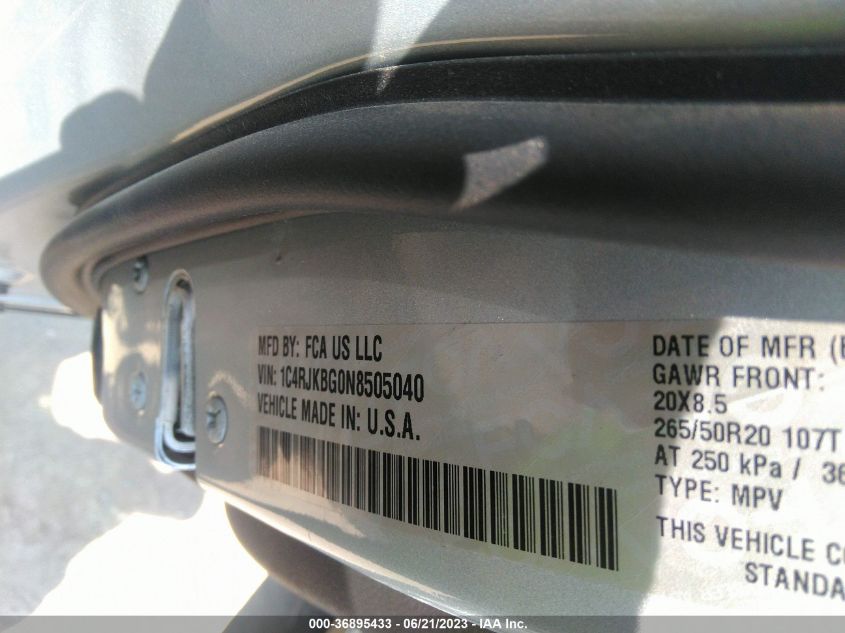 MFD BY: FCA US LLC
VIN: 1C4RJKBG0N8505040
VEHICLE MADE IN: U.S.A.
DATE OF MFR
GAWR FRONT:
20X8.5
265/50R20 107T
AT 250 kPa / 36
TYPE: MPV
THIS VEHICLE
000-36895433 - 06/21/2023 - IAA Inc.